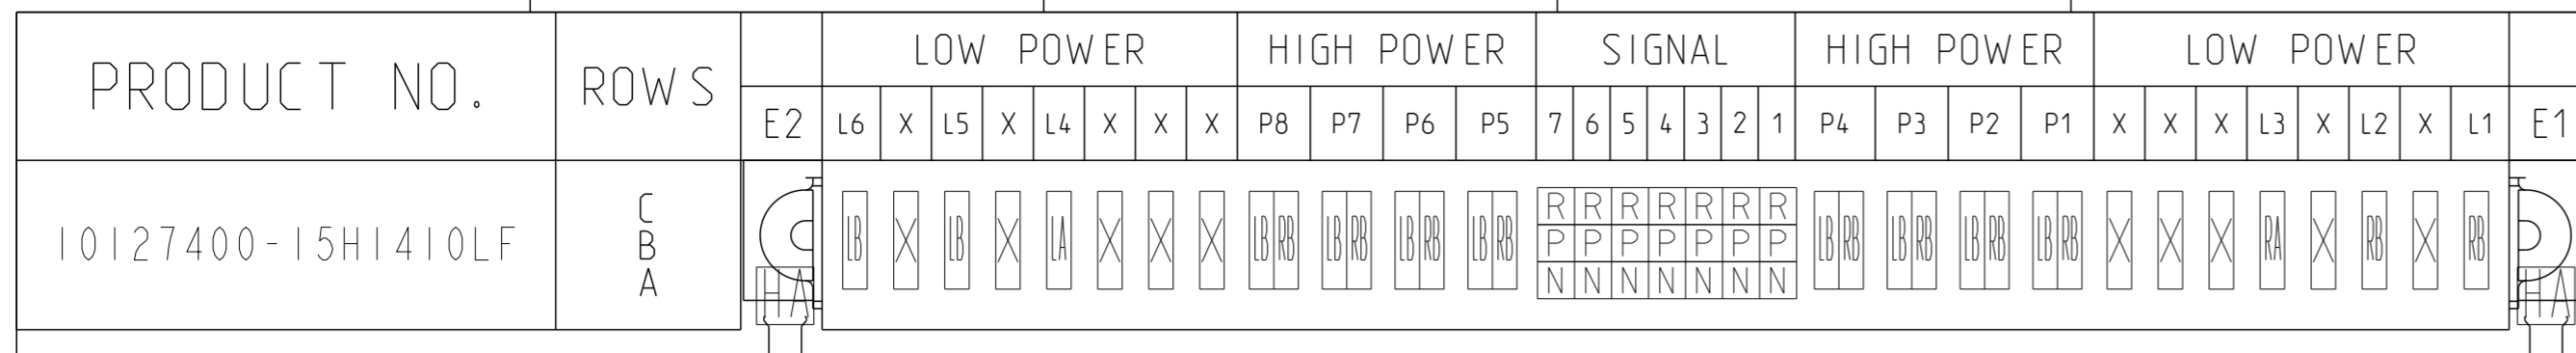 PRODUCT NO. ROWS LOW POWER HIGH POWER SIGNAL HIGH POWER LOW POWER
E2 L6 X L5 X L4 X X X P8 P7 P6 P5 7 6 5 4 3 2 1 P4 P3 P2 P1 X X X L3 X L2 X L1 E1
C R R R R R R R
10127400-15H1410LF B LB X LB X LA X X X LB RB LB RB LB RB LB RB P P P P P P P LB RB LB RB LB RB LB RB X X X RA X RB X RB
A N N N N N N N
HA HA